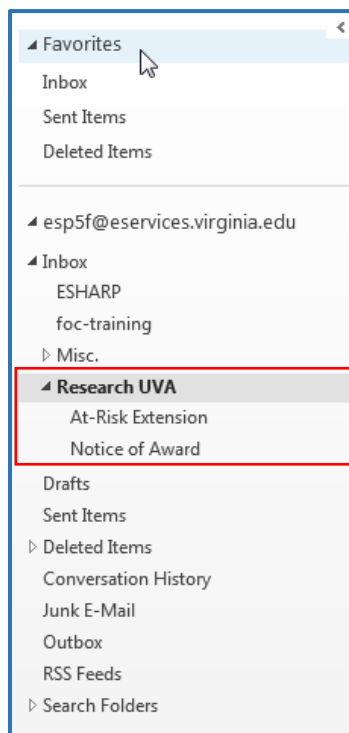 Favorites
Inbox
Sent Items
Deleted Items
esp5f@eservices.virginia.edu
Inbox
ESHARP
foc-training
Misc.
Research UVA
At-Risk Extension
Notice of Award
Drafts
Sent Items
Deleted Items
Conversation History
Junk E-Mail
Outbox
RSS Feeds
Search Folders